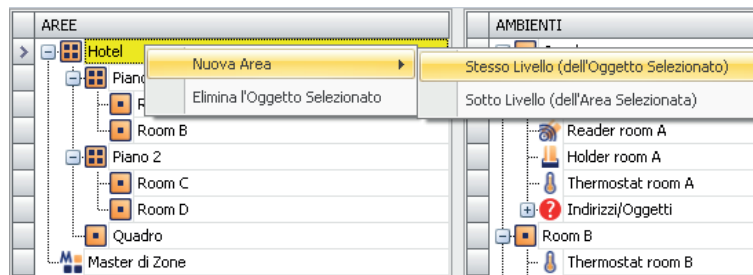 AREE
Hotel
Nuova Area
Elimina l'Oggetto Selezionato
Room B
Piano 2
Room C
Room D
Quadro
Master di Zone
AMBIENTI
Stesso Livello (dell'Oggetto Selezionato)
Sotto Livello (dell'Area Selezionata)
Reader room A
Holder room A
Thermostat room A
Indirizzi/Oggetti
Room B
Thermostat room B